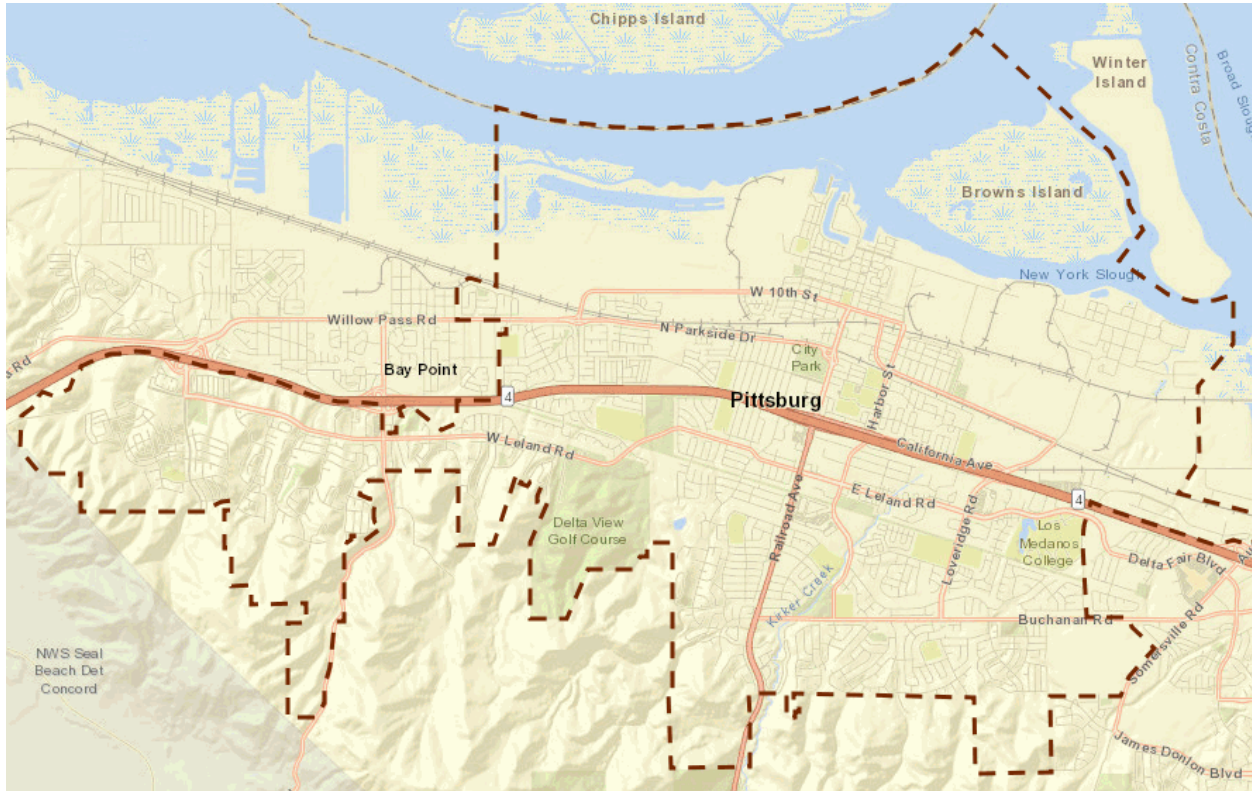 Chipps Island
Winter
Island
Contra Costa
Broad Sloug
Browns Island
New York Slough
W 10th St
Willow Pass Rd
N Parkside Dr
City
Park
Bay Point
s Rd
4
Pittsburg
Harbor St
W Leland Rd
California Ave
E Leland Rd
4
Railroad Ave
Loveridge Rd
Delta View
Golf Course
Los
Medanos
College
Delta Fair Blvd
Kirker Creek
Buchanan Rd
Somersville Rd
NWS Seal
Beach Det
Concord
James Donlon Blvd